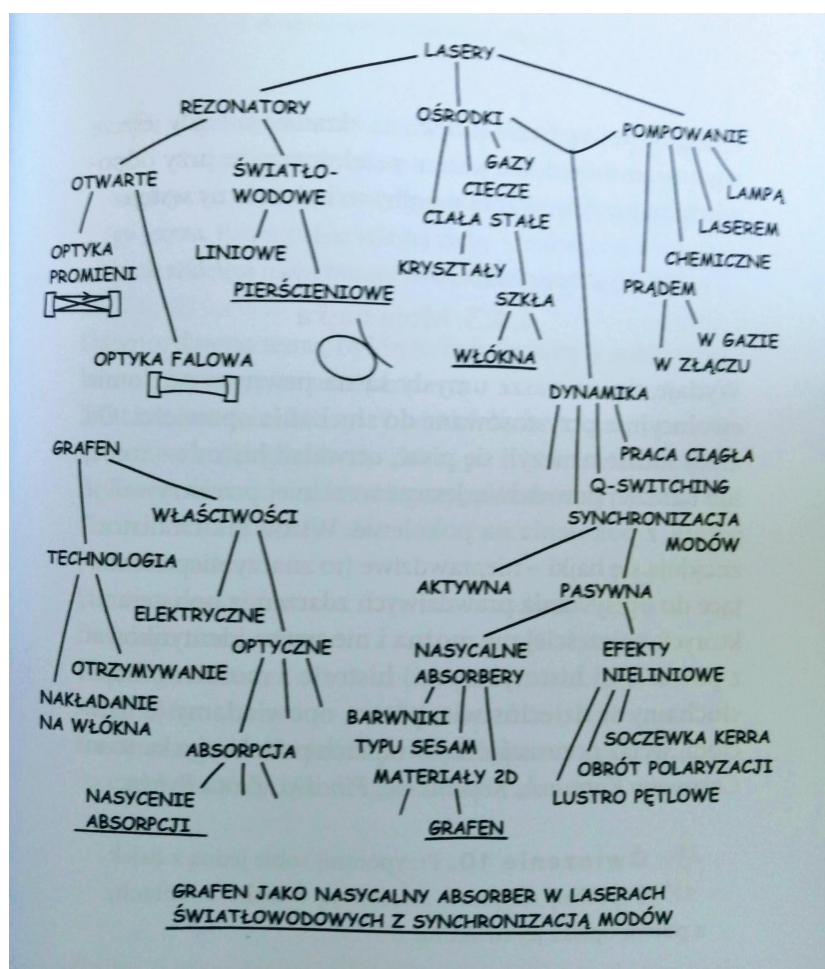 LASERY
REZONATORY
OŚRODKI
POMPOWANIE
OTWARTE
ŚWIATŁO-
WODOWE
GAZY
CIECZE
CIAŁA STAŁE
LAMPĄ
LASEREM
CHEMICZNE
PRĄDEM
OPTYKA
PROMIENI
LINIOWE
PIERŚCIENIOWE
KRYSZTAŁY
SZKŁA
WŁÓKNA
W GAZIE
W ZŁĄCZU
OPTYKA FALOWA
DYNAMIKA
PRACA CIĄGŁA
Q-SWITCHING
SYNCHRONIZACJA
MODÓW
AKTYWNA
PASYWNA
NASYCALNE
ABSORBERY
EFEKTY
NIELINIOWE
BARWNIKI
TYPU SESAM
MATERIAŁY 2D
GRAFEN
SOCZEWKA KERRA
OBRÓT POLARYZACJI
LUSTRO PĘTLOWE
GRAFEN
WŁAŚCIWOŚCI
TECHNOLOGIA
ELEKTRYCZNE
OPTYCZNE
OTRZYMYWANIE
NAKŁADANIE
NA WŁÓKNA
ABSORPCJA
NASYCENIE
ABSORPCJI
GRAFEN JAKO NASYCALNY ABSORBER W LASERACH
ŚWIATŁOWODOWYCH Z SYNCHRONIZACJĄ MODÓW